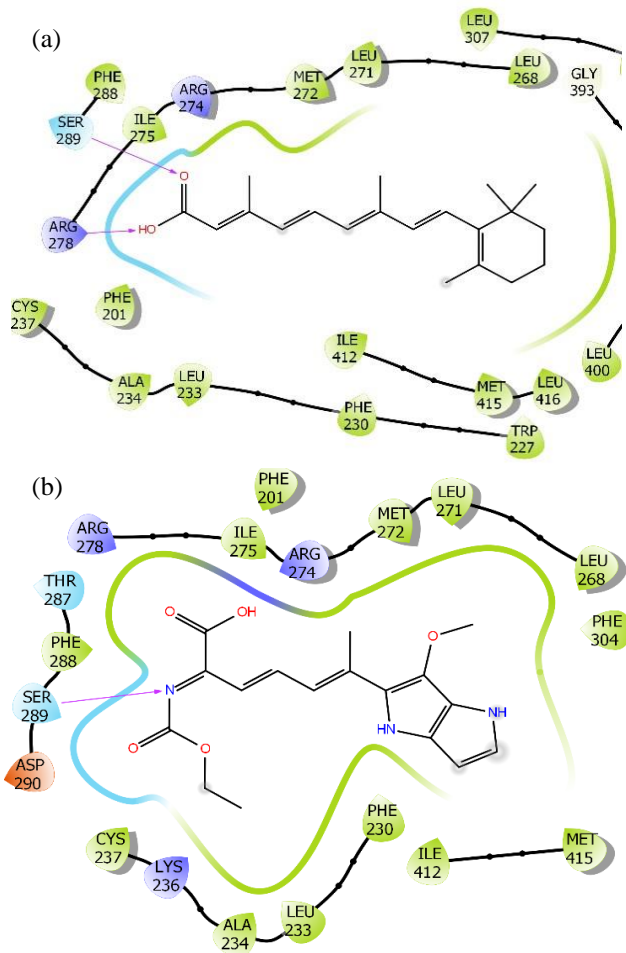 (a)
LEU
307
PHE
288
ARG
274
MET
272
LEU
271
LEU
268
GLY
393
SER
289
ILE
275
O
HO
ARG
278
CYS
237
PHE
201
ALA
234
LEU
233
PHE
230
ILE
412
MET
415
LEU
416
LEU
400
TRP
227
(b)
PHE
201
ARG
278
ILE
275
ARG
274
MET
272
LEU
271
LEU
268
THR
287
PHE
288
SER
289
ASP
290
PHE
304
O
OH
O
N
O
O
HN
NH
CYS
237
LYS
236
ALA
234
LEU
233
PHE
230
ILE
412
MET
415